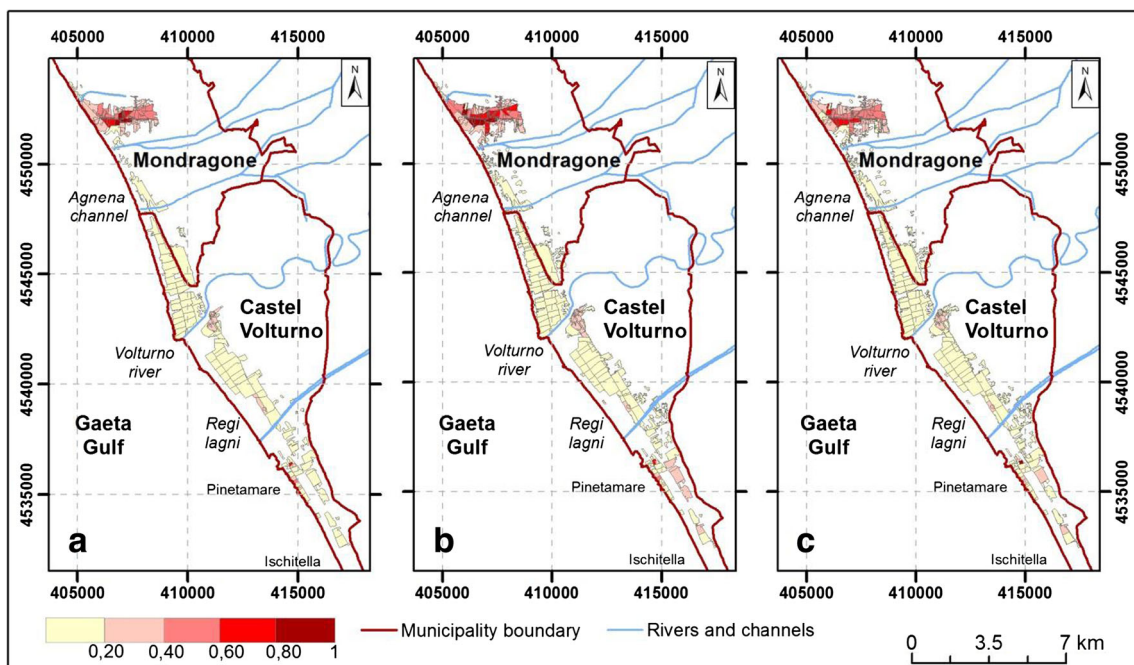 405000 410000 415000
405000 410000 415000
405000 410000 415000
4550000
4545000
4540000
4535000
N
Mondragone
Agnena
channel
Castel
Volturno
Volturno
river
Gaeta
Gulf
Regi
lagni
Pinetamare
Ischitella
a
N
Mondragone
Agnena
channel
Castel
Volturno
Volturno
river
Gaeta
Gulf
Regi
lagni
Pinetamare
Ischitella
b
N
Mondragone
Agnena
channel
Castel
Volturno
Volturno
river
Gaeta
Gulf
Regi
lagni
Pinetamare
Ischitella
c
4550000
4545000
4540000
4535000
405000 410000 415000
405000 410000 415000
405000 410000 415000
0,20 0,40 0,60 0,80 1
Municipality boundary
Rivers and channels
0 3.5 7 km